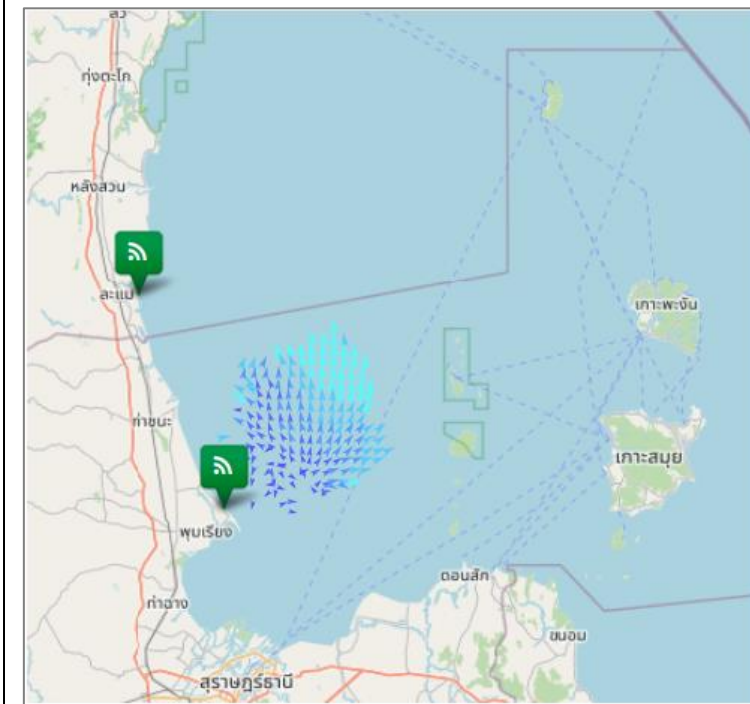 สวี
ทุ่งตะโก
หลังสวน
ละแม
เกาะพะงัน
ท่าชนะ
เกาะสมุย
พุมเรียง
ดอนสัก
ท่าฉาง
ขนอม
สุราษฎร์ธานี